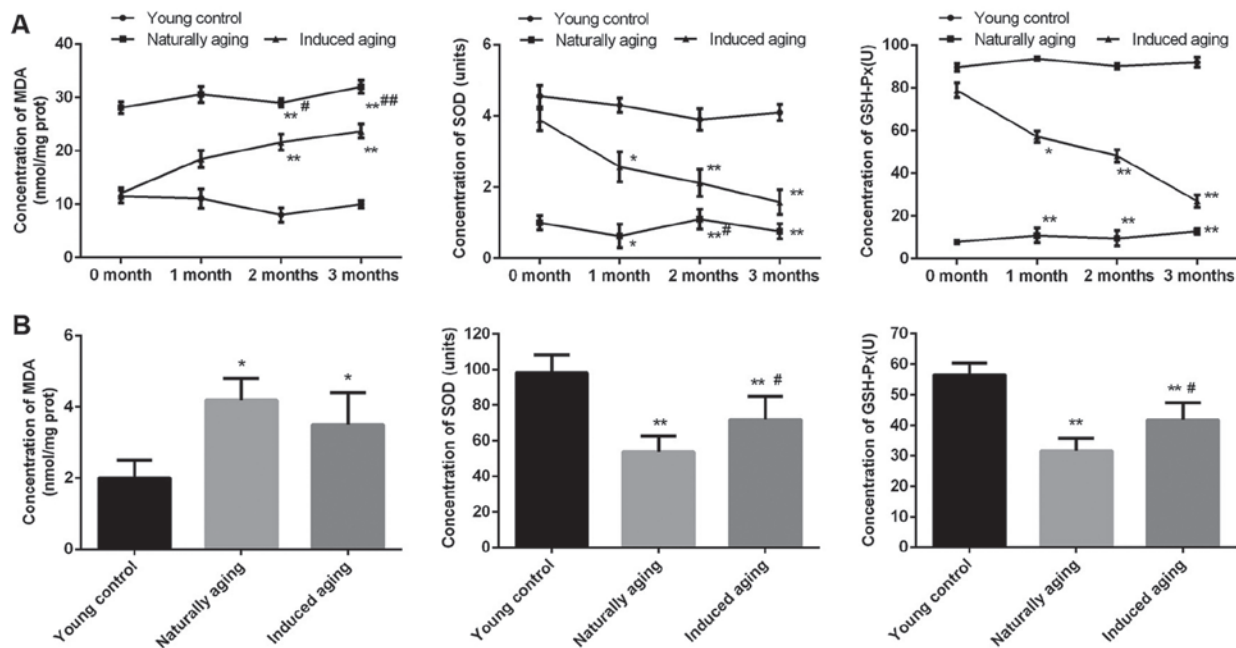 A
Young control
Naturally aging
Induced aging
Concentration of MDA
(nmol/mg prot)
40
30
20
10
0
#
**
**
##
**
**
0 month
1 month
2 months
3 months
Young control
Naturally aging
Induced aging
Concentration of SOD (units)
6
4
2
0
*
**
**
*
**#
**
0 month
1 month
2 months
3 months
Young control
Naturally aging
Induced aging
Concentration of GSH-Px(U)
100
80
60
40
20
0
*
**
**
**
**
**
0 month
1 month
2 months
3 months
B
Concentration of MDA
(nmol/mg prot)
6
4
2
0
*
*
Young control
Naturally aging
Induced aging
Concentration of SOD (units)
120
100
80
60
40
20
0
**
** #
Young control
Naturally aging
Induced aging
Concentration of GSH-Px(U)
70
60
50
40
30
20
10
0
**
** #
Young control
Naturally aging
Induced aging